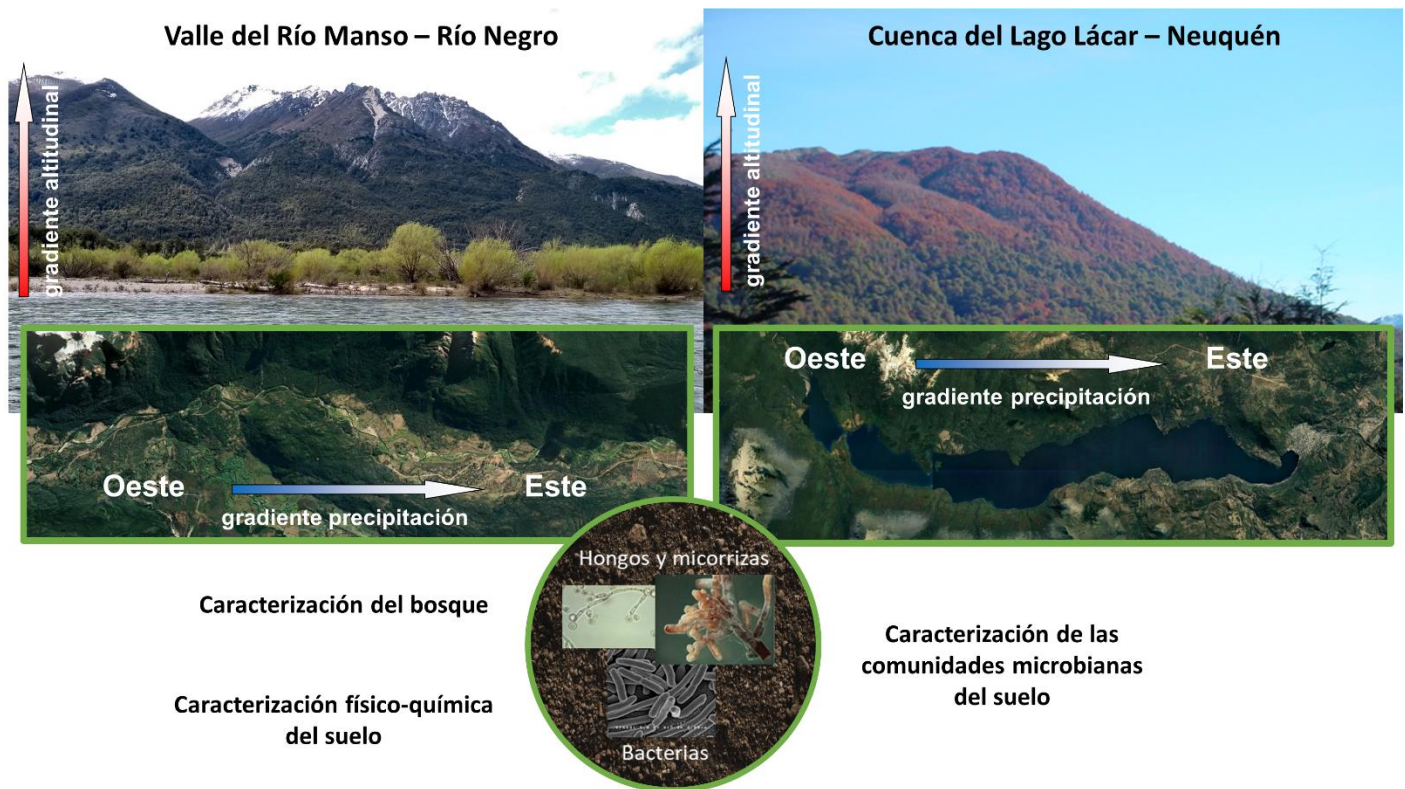 Valle del Río Manso – Río Negro
gradiente altitudinal
Oeste
Este
gradiente precipitación
Cuenca del Lago Lácar – Neuquén
gradiente altitudinal
Oeste
Este
gradiente precipitación
Caracterización del bosque
Caracterización físico-química
del suelo
Hongos y micorrizas
Bacterias
Caracterización de las
comunidades microbianas
del suelo